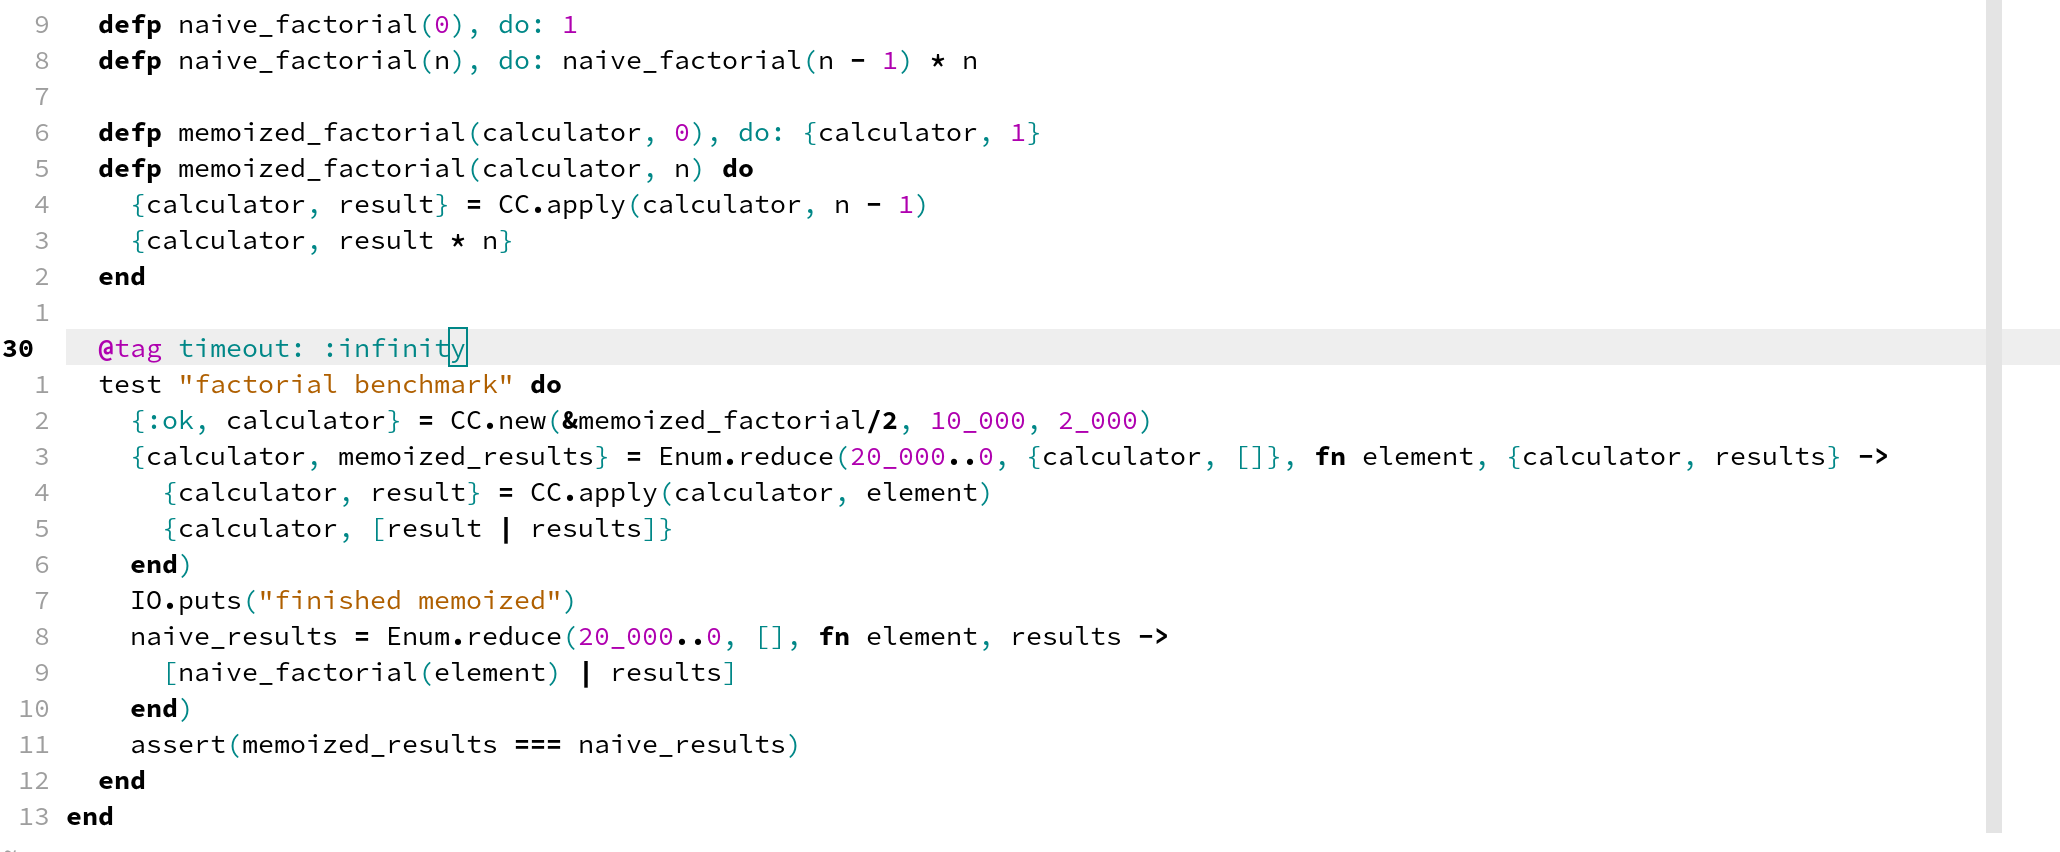 9   defp naive_factorial(0), do: 1
8   defp naive_factorial(n), do: naive_factorial(n - 1) * n
7
6   defp memoized_factorial(calculator, 0), do: {calculator, 1}
5   defp memoized_factorial(calculator, n) do
4     {calculator, result} = CC.apply(calculator, n - 1)
3     {calculator, result * n}
2   end
1
30   @tag timeout: :infinity
1   test "factorial benchmark" do
2     {:ok, calculator} = CC.new(&memoized_factorial/2, 10_000, 2_000)
3     {calculator, memoized_results} = Enum.reduce(20_000..0, {calculator, []}, fn element, {calculator, results} ->
4       {calculator, result} = CC.apply(calculator, element)
5       {calculator, [result | results]}
6     end)
7     IO.puts("finished memoized")
8     naive_results = Enum.reduce(20_000..0, [], fn element, results ->
9       [naive_factorial(element) | results]
10     end)
11     assert(memoized_results === naive_results)
12   end
13 end